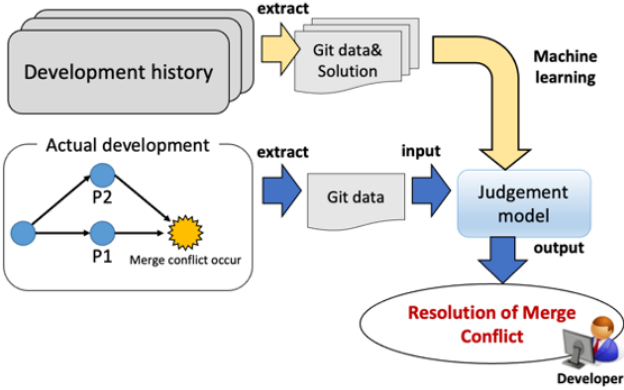 extract
Development history
Git data&
Solution
Machine
learning
Actual development
P2
P1
Merge conflict occur
extract
Git data
input
Judgement
model
output
Resolution of Merge
Conflict
Developer